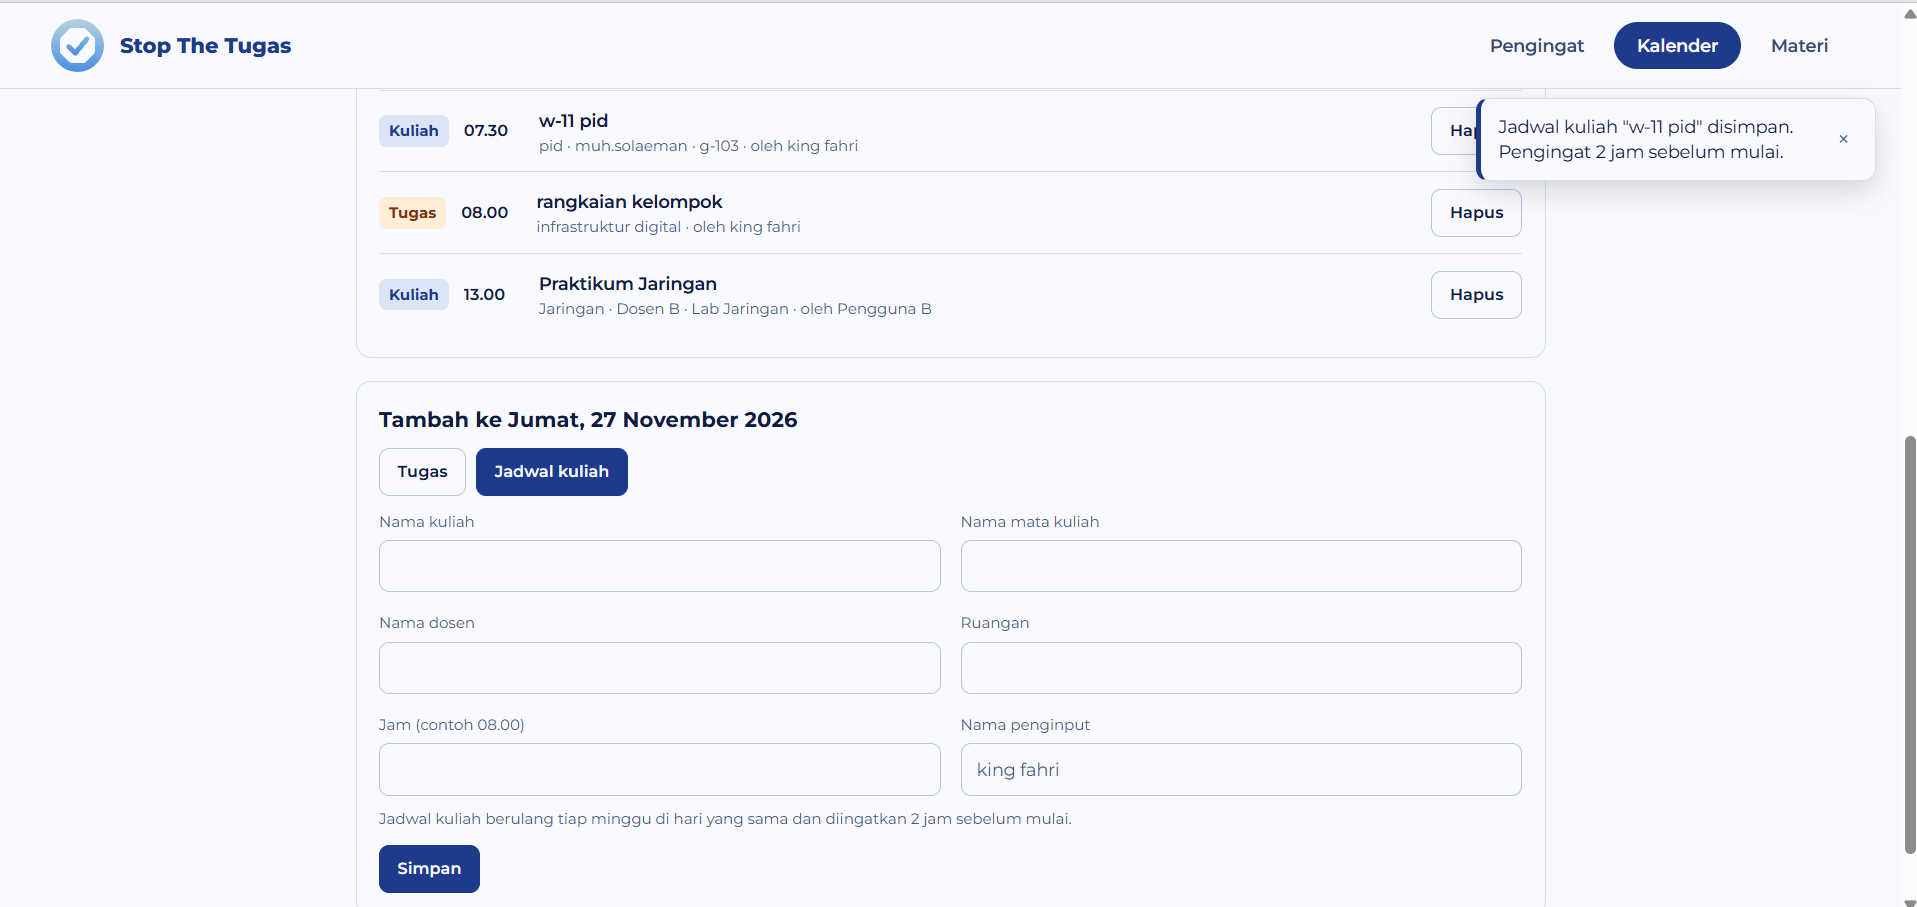 Stop The Tugas
Pengingat
Kalender
Materi
Jadwal kuliah "w-11 pid" disimpan.
Pengingat 2 jam sebelum mulai.
×
Kuliah
07.30
w-11 pid
pid · muh.solaeman · g-103 · oleh king fahri
Tugas
08.00
rangkaian kelompok
infrastruktur digital · oleh king fahri
Hapus
Kuliah
13.00
Praktikum Jaringan
Jaringan · Dosen B · Lab Jaringan · oleh Pengguna B
Hapus
Tambah ke Jumat, 27 November 2026
Tugas
Jadwal kuliah
Nama kuliah
Nama mata kuliah
Nama dosen
Ruangan
Jam (contoh 08.00)
Nama penginput
king fahri
Jadwal kuliah berulang tiap minggu di hari yang sama dan diingatkan 2 jam sebelum mulai.
Simpan